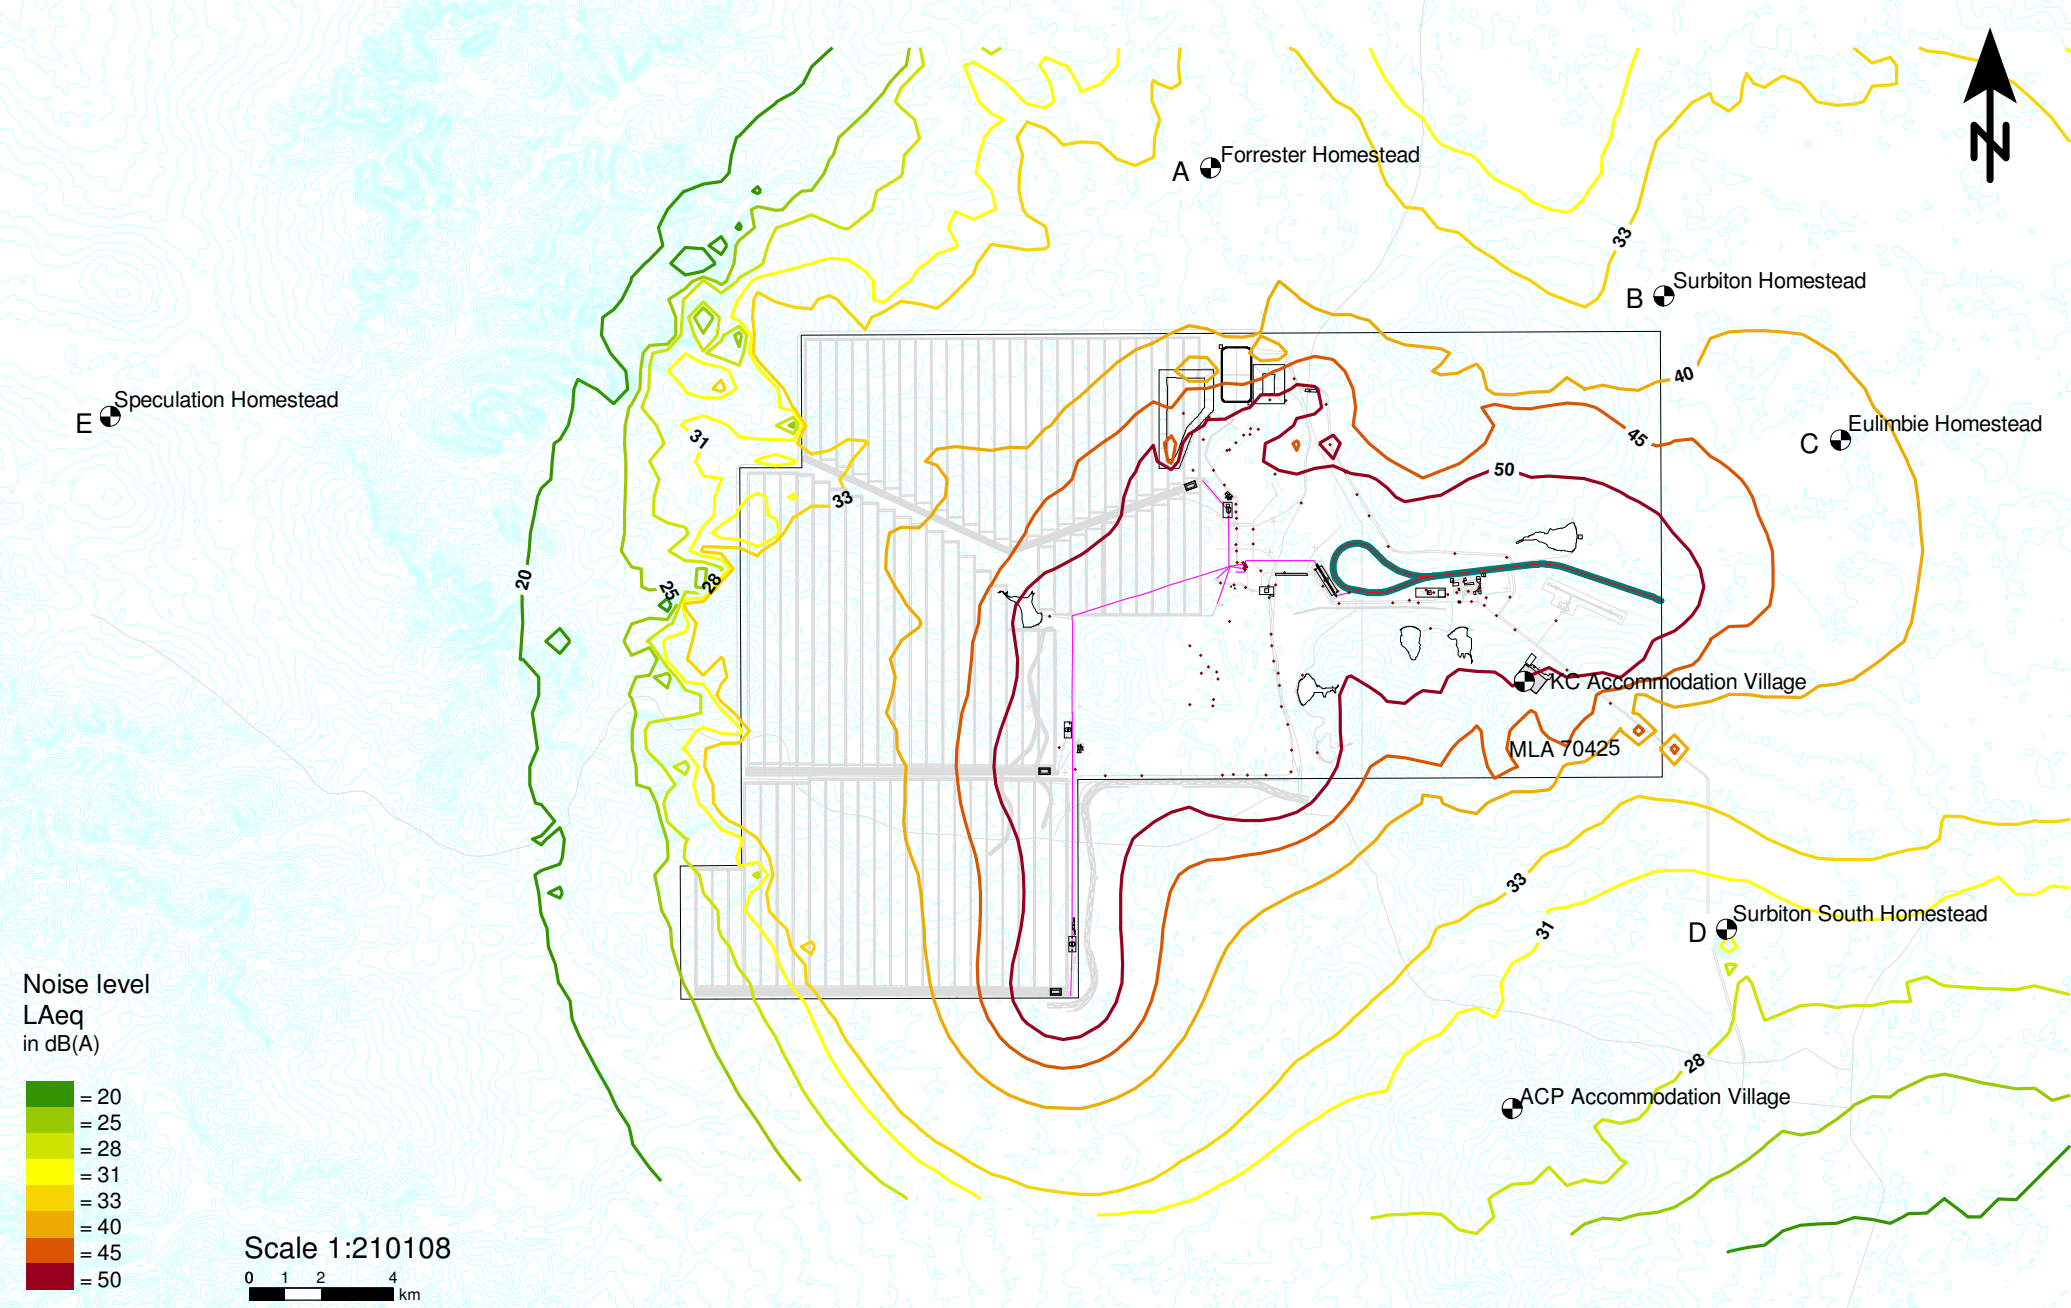 N
A
Forrester Homestead
33
B
Surbiton Homestead
40
E
Speculation Homestead
31
45
C
Eulimbie Homestead
50
33
20
25
28
KC Accommodation Village
MLA 70425
33
31
D
Surbiton South Homestead
28
ACP Accommodation Village
Noise level
LAeq
in dB(A)
= 20
= 25
= 28
= 31
= 33
= 40
= 45
= 50
Scale 1:210108
0 1 2 4
km